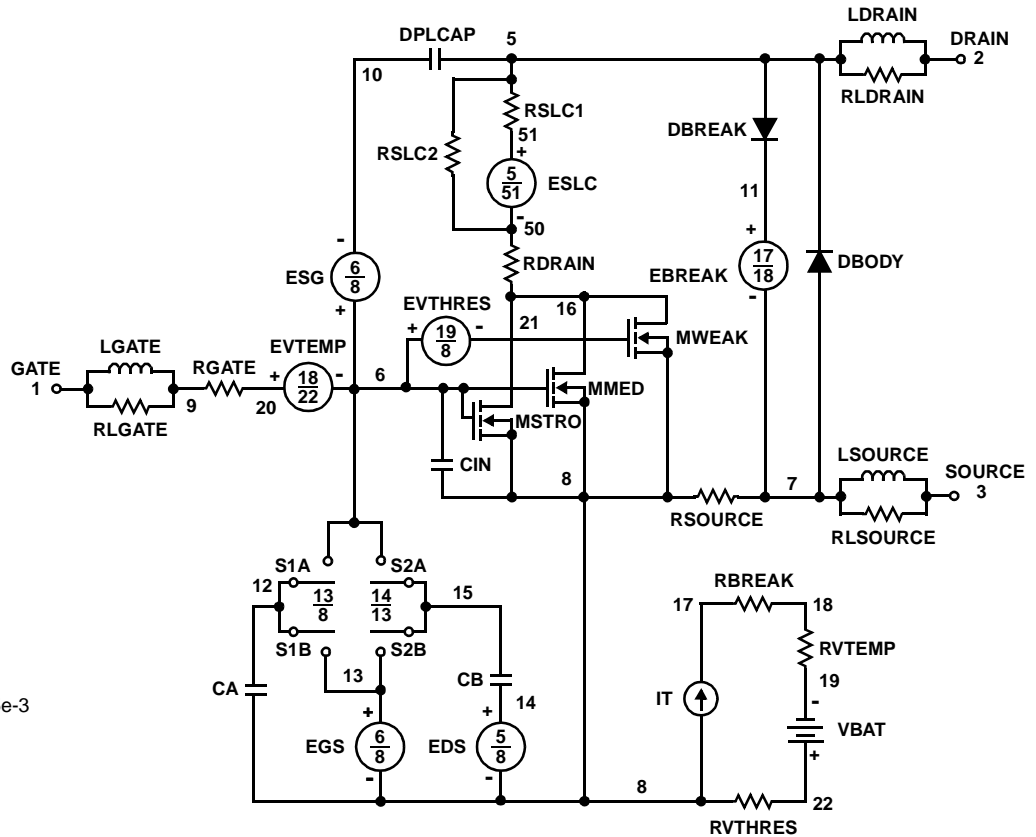 LDRAIN
DPLCAP 5 DRAIN
10 2
RSLC1 RLDRAIN
51 DBREAK
RSLC2 +
5
51 ESLC
11
- 50 +
- RDRAIN 17
18 DBODY
6
8 EBREAK
ESG EVTHRES 16 -
+ + 19
8 - 21
LGATE EVTEMP MWEAK
GATE RGATE + 18
22 - 6 MMED
1 9 20 MSTRO
RLGATE LSOURCE
CIN 8 7 SOURCE
3
RSOURCE RLSOURCE
S1A S2A
12 13
8 14
13 15 RBREAK
17 18
S1B S2B RVTEMP
13 CB 19
CA 14 IT -
e-3 + + VBAT
EGS 6
8 EDS 5
8 +
- - 8 22
RVTHRES